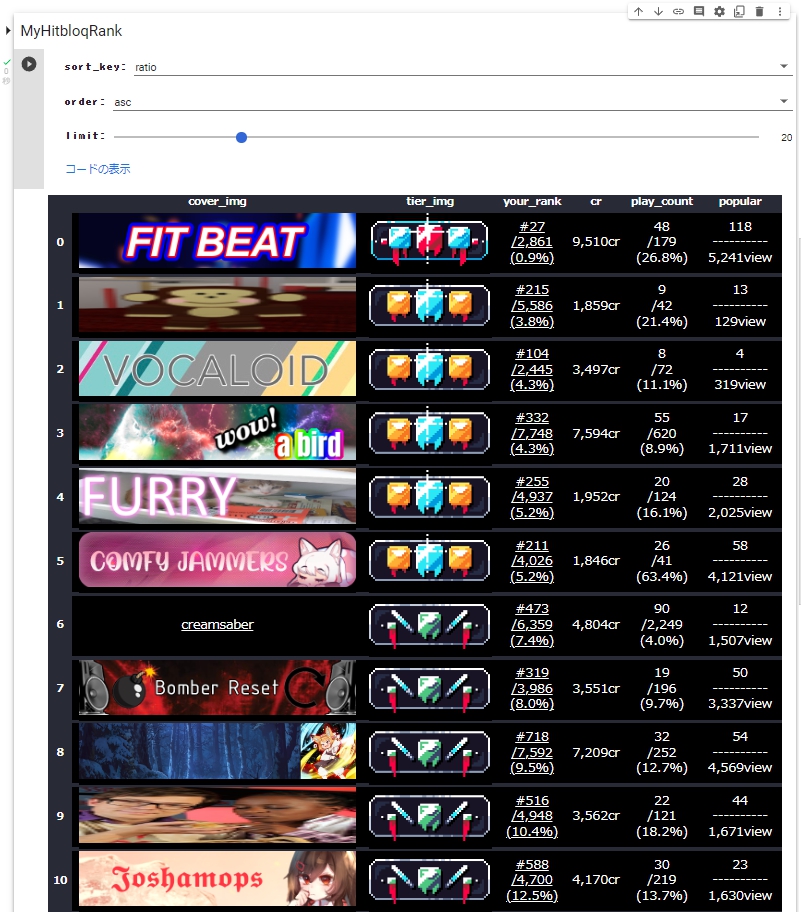 MyHitbloqRank
0
秒
sort_key: ratio
order: asc
limit: 20
コードの表示
cover_img tier_img your_rank cr play_count popular
0 FIT BEAT #27 /2,861 (0.9%) 9,510cr 48 /179 (26.8%) 118 ---------- 5,241view
1 #215 /5,586 (3.8%) 1,859cr 9 /42 (21.4%) 13 ---------- 129view
2 VOCALOID #104 /2,445 (4.3%) 3,497cr 8 /72 (11.1%) 4 ---------- 319view
3 wow! a bird #332 /7,748 (4.3%) 7,594cr 55 /620 (8.9%) 17 ---------- 1,711view
4 FURRY #255 /4,937 (5.2%) 1,952cr 20 /124 (16.1%) 28 ---------- 2,025view
5 COMFY JAMMERS #211 /4,026 (5.2%) 1,846cr 26 /41 (63.4%) 58 ---------- 4,121view
6 creamsaber #473 /6,359 (7.4%) 4,804cr 90 /2,249 (4.0%) 12 ---------- 1,507view
7 Bomber Reset #319 /3,986 (8.0%) 3,551cr 19 /196 (9.7%) 50 ---------- 3,337view
8 #718 /7,592 (9.5%) 7,209cr 32 /252 (12.7%) 54 ---------- 4,569view
9 #516 /4,948 (10.4%) 3,562cr 22 /121 (18.2%) 44 ---------- 1,671view
10 Joshamops #588 /4,700 (12.5%) 4,170cr 30 /219 (13.7%) 23 ---------- 1,630view